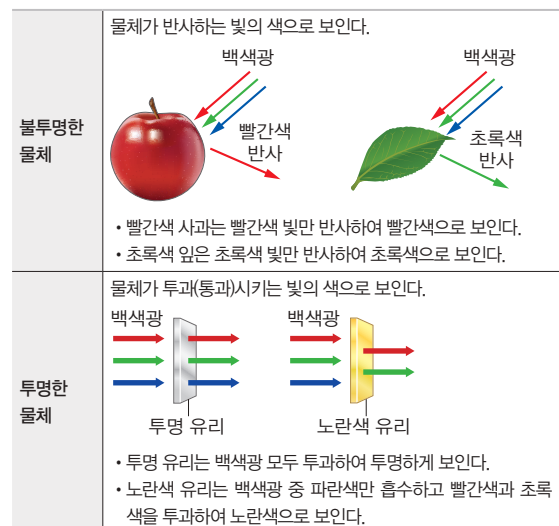 불투명한
물체
물체가 반사하는 빛의 색으로 보인다.
백색광
빨간색
반사
백색광
초록색
반사
• 빨간색 사과는 빨간색 빛만 반사하여 빨간색으로 보인다.
• 초록색 잎은 초록색 빛만 반사하여 초록색으로 보인다.
투명한
물체
물체가 투과(통과)시키는 빛의 색으로 보인다.
백색광
투명 유리
백색광
노란색 유리
• 투명 유리는 백색광 모두 투과하여 투명하게 보인다.
• 노란색 유리는 백색광 중 파란색만 흡수하고 빨간색과 초록
색을 투과하여 노란색으로 보인다.